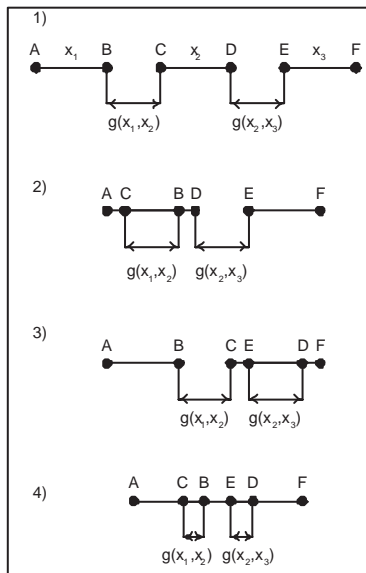 1)
A x₁ B C x₂ D E x₃ F
g(x₁,x₂) g(x₂,x₃)
2)
A C B D E F
g(x₁,x₂) g(x₂,x₃)
3)
A B C E D F
g(x₁,x₂) g(x₂,x₃)
4)
A C B E D F
g(x₁,x₂) g(x₂,x₃)